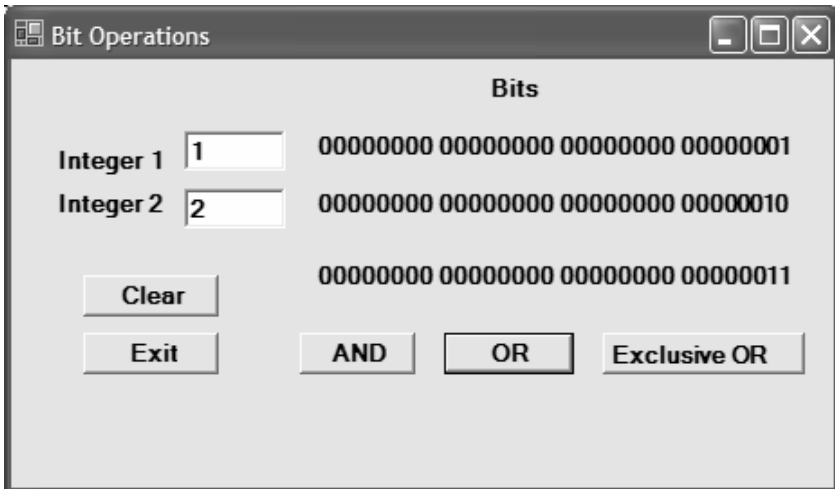 Bit Operations
Bits
Integer 1 1 00000000 00000000 00000000 00000001
Integer 2 2 00000000 00000000 00000000 00000010
00000000 00000000 00000000 00000011
Clear
Exit AND OR Exclusive OR